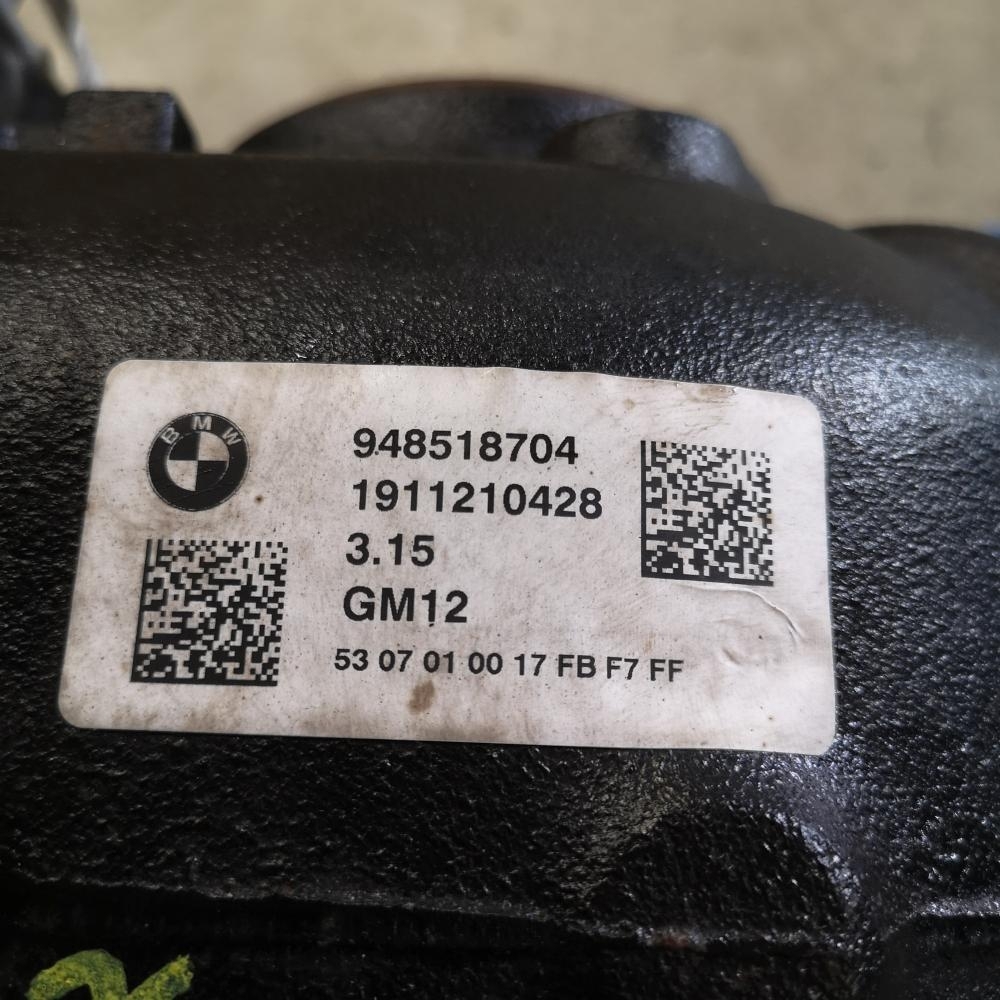 BMW
948518704
1911210428
3.15
GM12
53 07 01 00 17 FB F7 FF